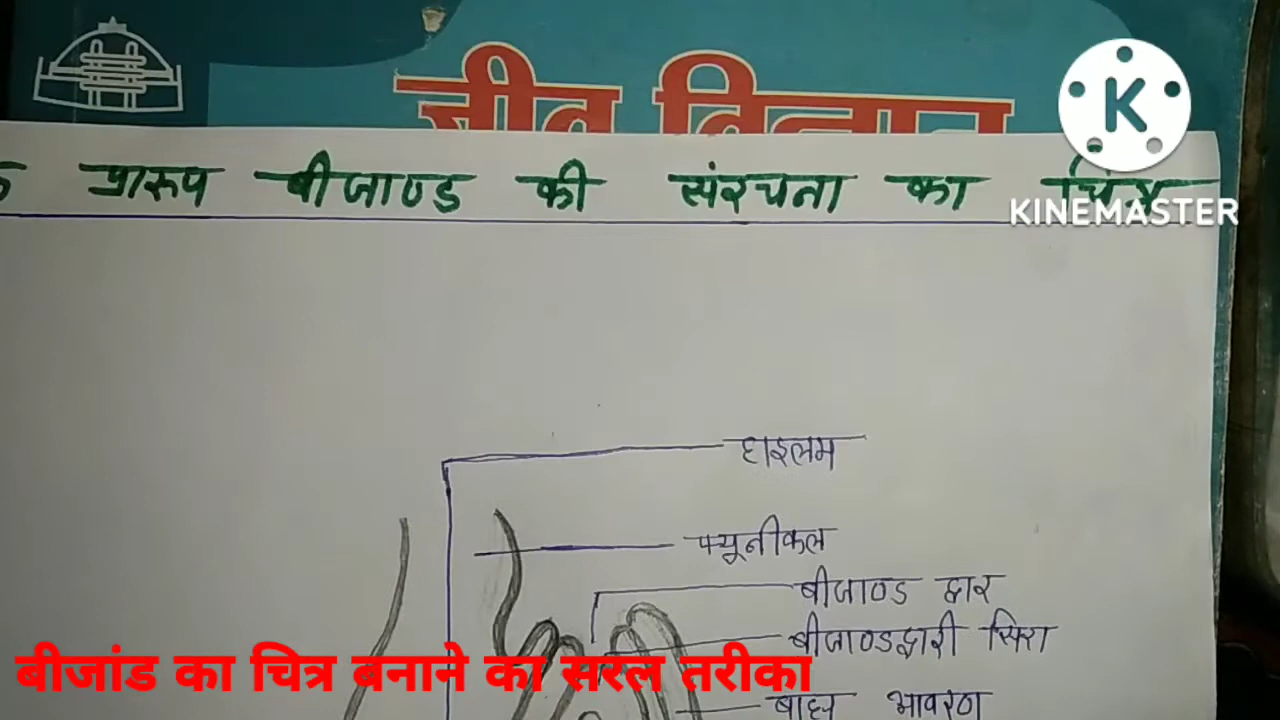 जीव विज्ञान
K
KINEMASTER
प्रारुप बीजाण्ड की संरचना का चित्र
हाइलम
फ्यूनीकल
बीजाण्ड द्वार
बीजाण्डद्वारी सिरा
बाह्य आवरण
बीजांड का चित्र बनाने का सरल तरीका